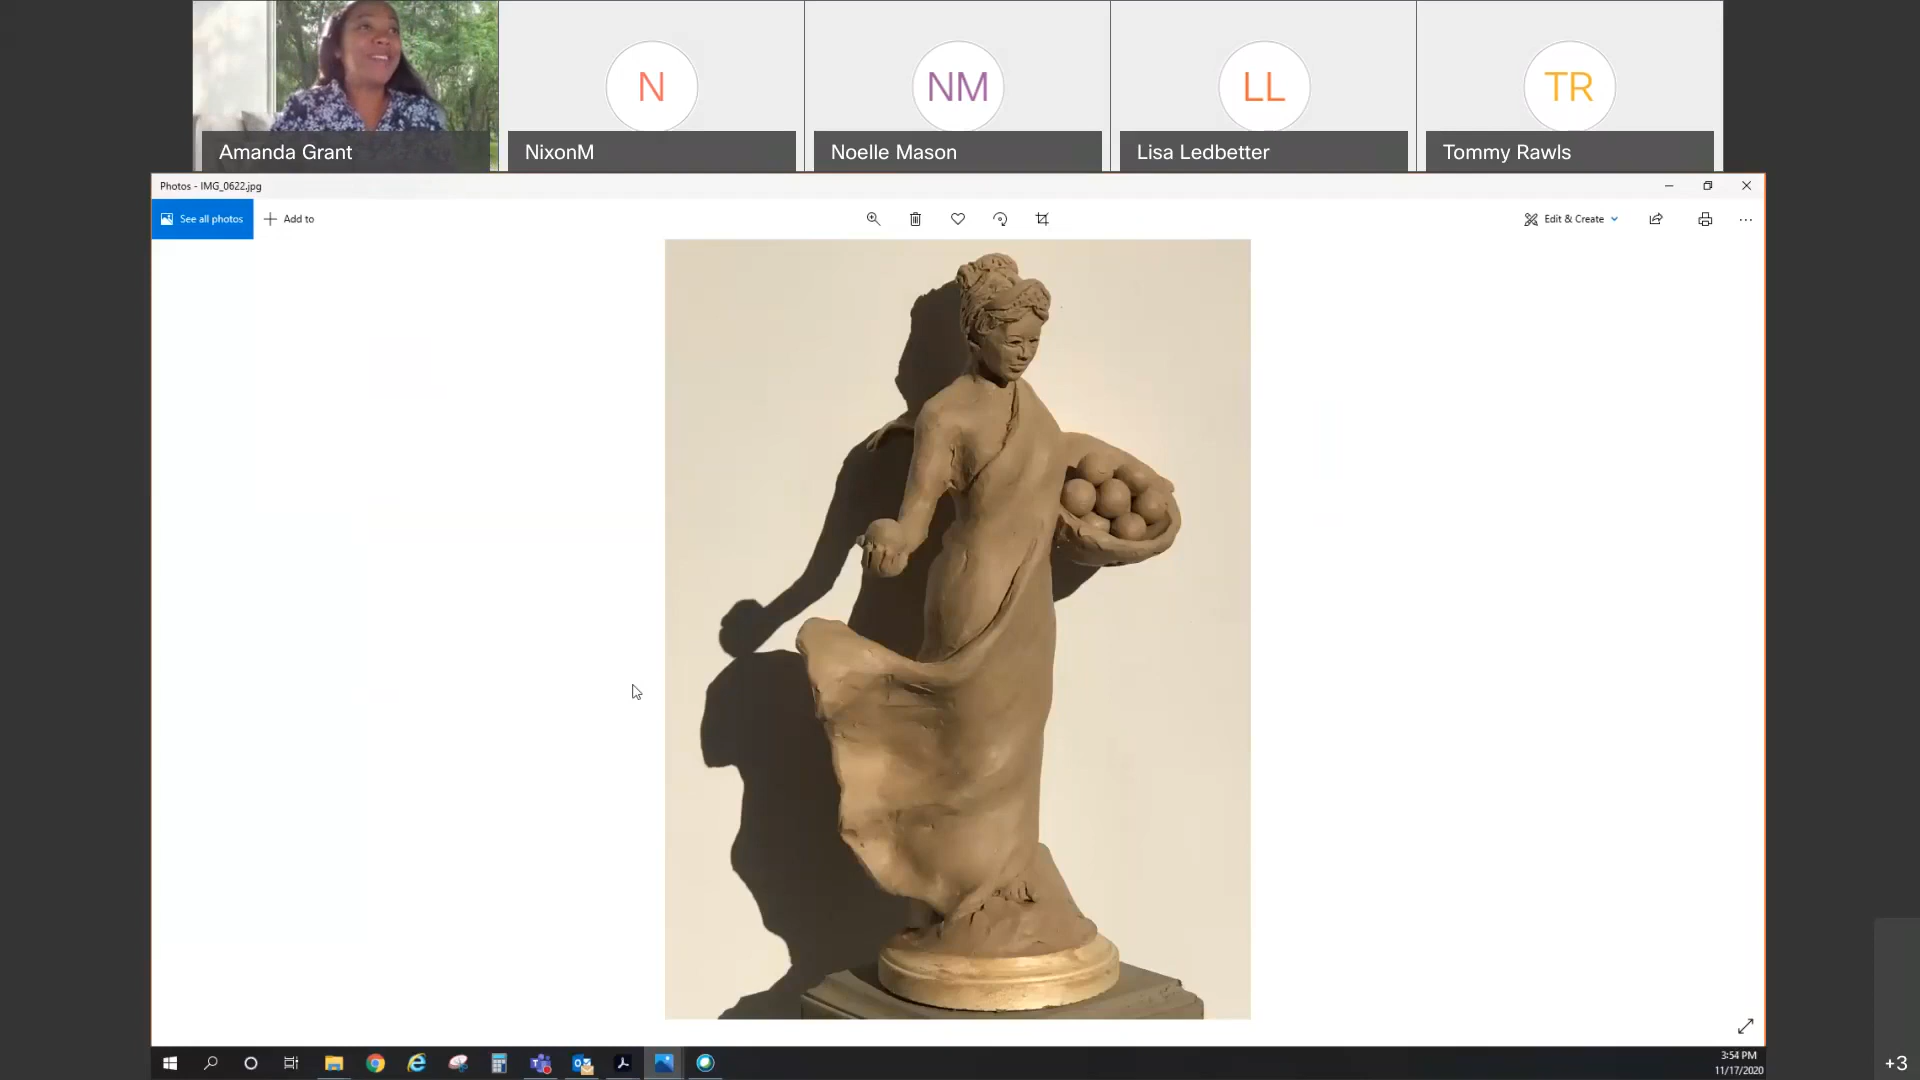 N
NM
LL
TR
Amanda Grant
NixonM
Noelle Mason
Lisa Ledbetter
Tommy Rawls
Photos - IMG_0622.jpg
See all photos
Add to
Edit & Create
3:54 PM
11/17/2020
+3